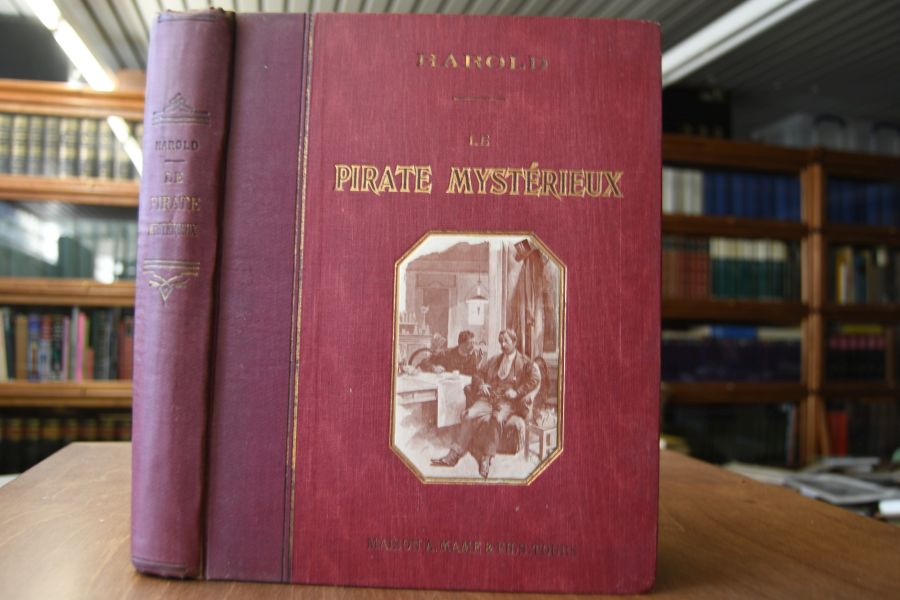 HAROLD
LE
PIRATE
MYSTÉRIEUX
HAROLD
LE
PIRATE MYSTÉRIEUX
MAISON A. MAME & FILS, TOURS